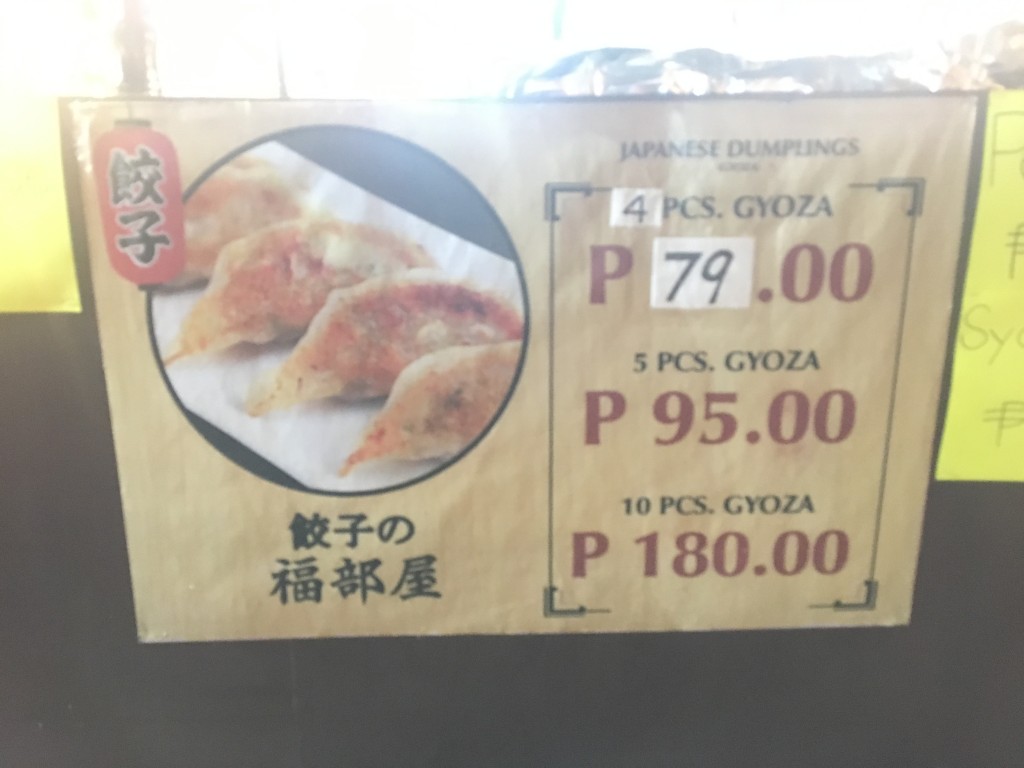 餃子
JAPANESE DUMPLINGS
4 PCS. GYOZA
P 79.00
5 PCS. GYOZA
P 95.00
10 PCS. GYOZA
P 180.00
餃子の
福部屋